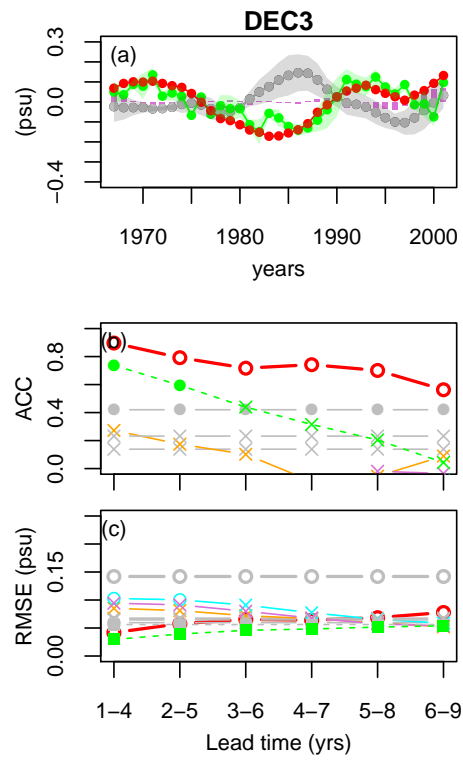 DEC3
(a)
0.3
0.0
−0.4
(psu)
1970 1980 1990 2000
years
(b)
0.8
0.4
0.0
ACC
(c)
0.15
0.00
RMSE (psu)
1−4 2−5 3−6 4−7 5−8 6−9
Lead time (yrs)